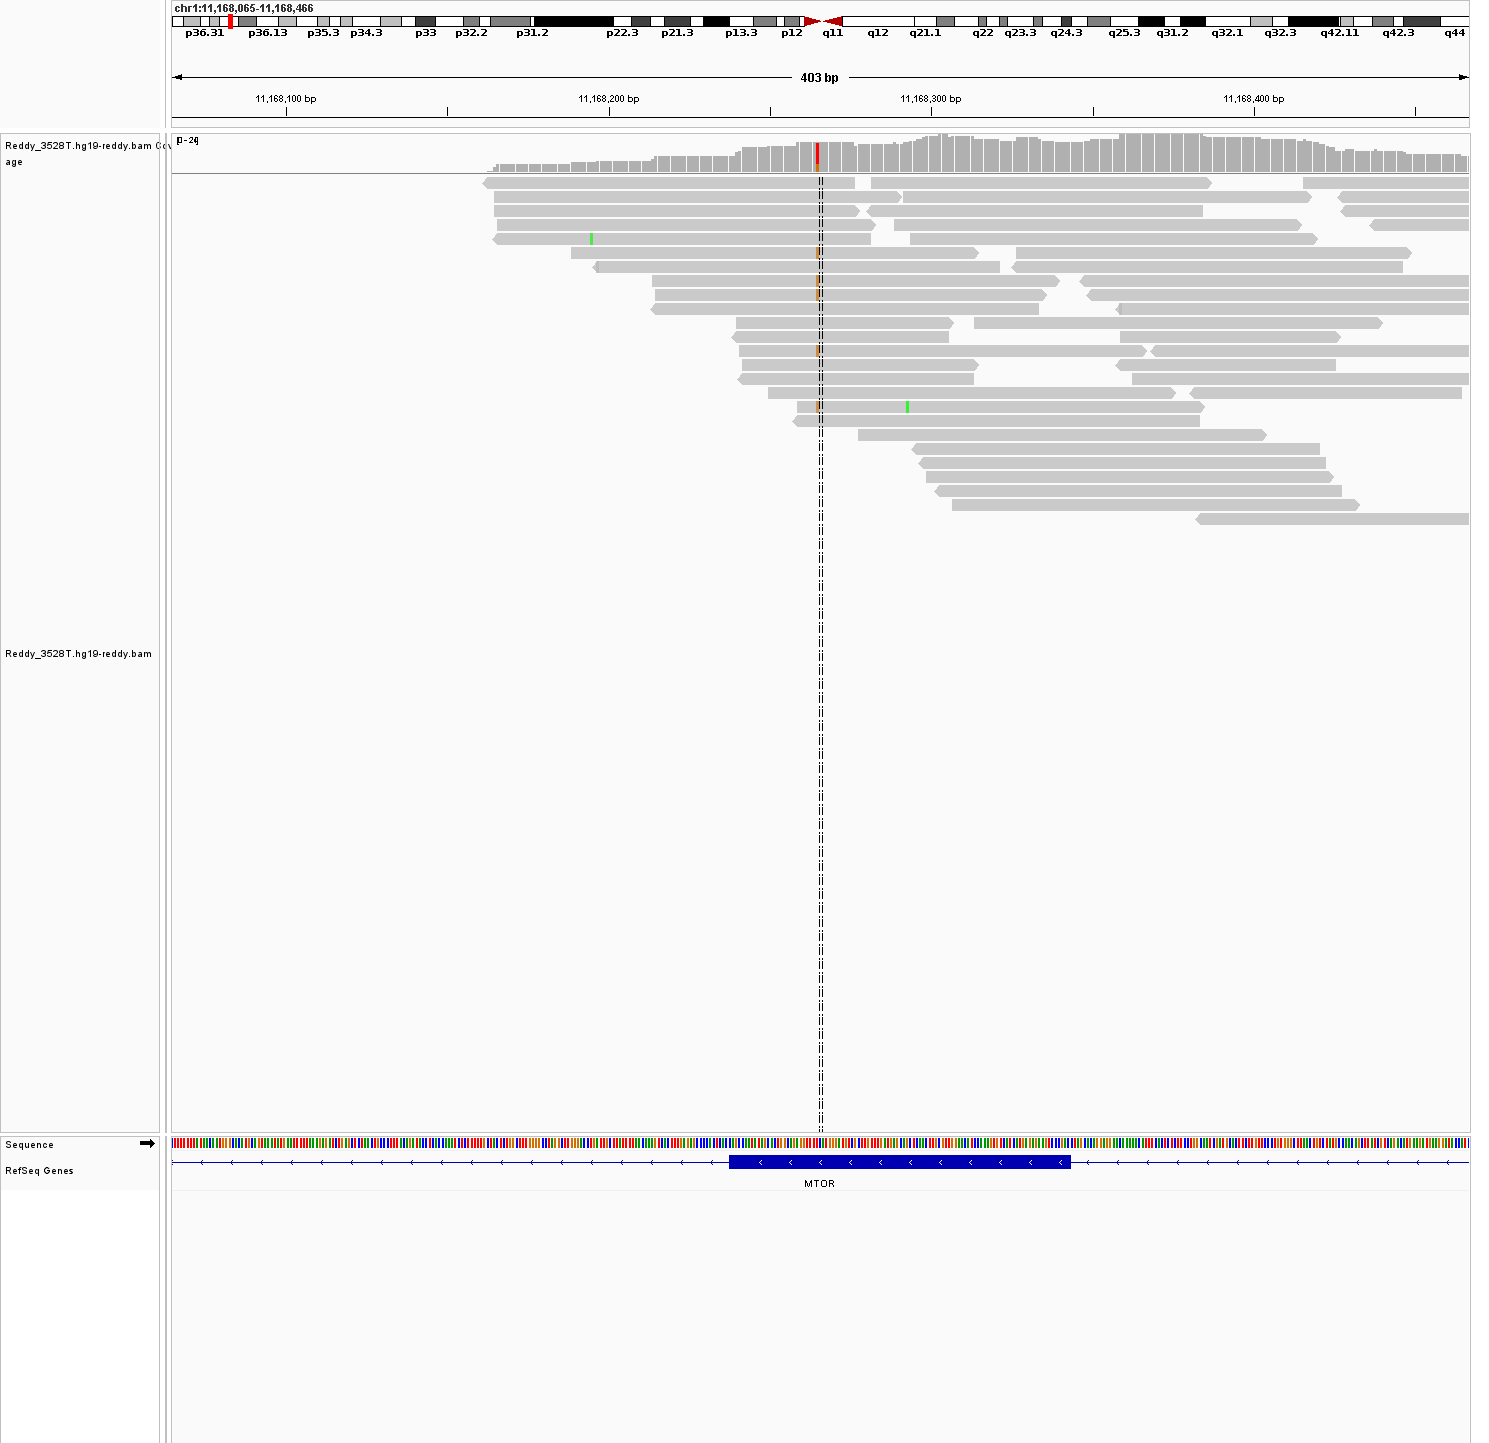 chr1:11,168,065-11,168,466
p36.31 p36.13 p35.3 p34.3 p33 p32.2 p31.2 p22.3 p21.3 p13.3 p12 q11 q12 q21.1 q22 q23.3 q24.3 q25.3 q31.2 q32.1 q32.3 q42.11 q42.3 q44
403 bp
11,168,100 bp 11,168,200 bp 11,168,300 bp 11,168,400 bp
Reddy_3528T.hg19-reddy.bam Cov
age
[0-24]
Reddy_3528T.hg19-reddy.bam
Sequence
RefSeq Genes
MTOR